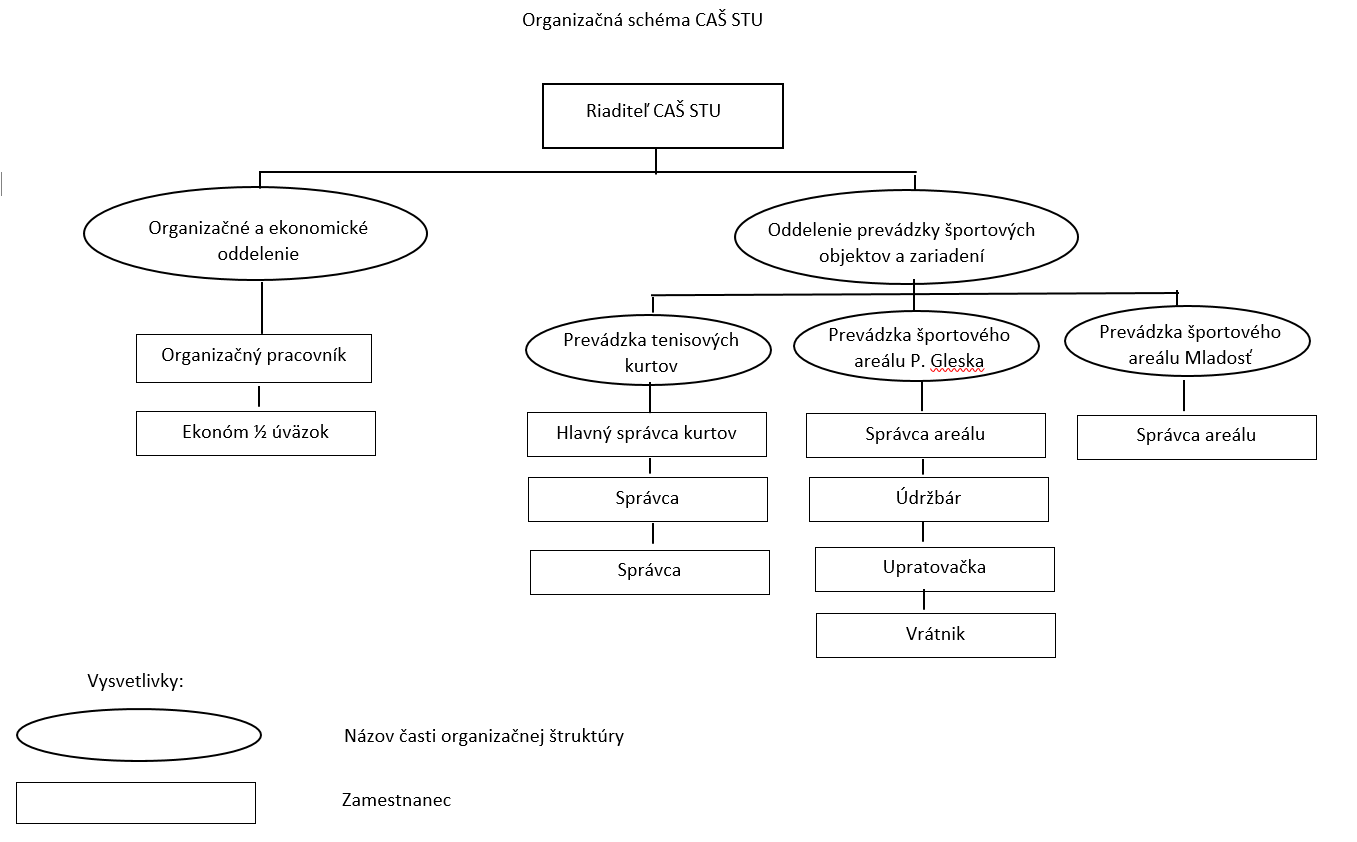 Organizačná schéma CAŠ STU
Riaditeľ CAŠ STU
Organizačné a ekonomické
oddelenie
Oddelenie prevádzky športových
objektov a zariadení
Organizačný pracovník
Ekonóm ½ úväzok
Prevádzka tenisových
kurtov
Hlavný správca kurtov
Správca
Správca
Prevádzka športového
areálu P. Gleska
Správca areálu
Údržbár
Upratovačka
Vrátnik
Prevádzka športového
areálu Mladosť
Správca areálu
Vysvetlivky:
Názov časti organizačnej štruktúry
Zamestnanec